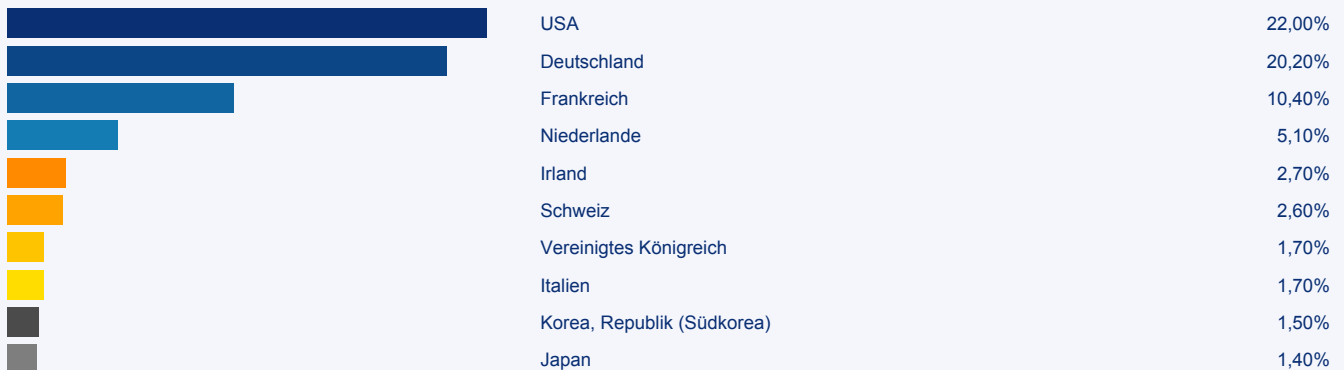 USA 22,00%
Deutschland 20,20%
Frankreich 10,40%
Niederlande 5,10%
Irland 2,70%
Schweiz 2,60%
Vereinigtes Königreich 1,70%
Italien 1,70%
Korea, Republik (Südkorea) 1,50%
Japan 1,40%